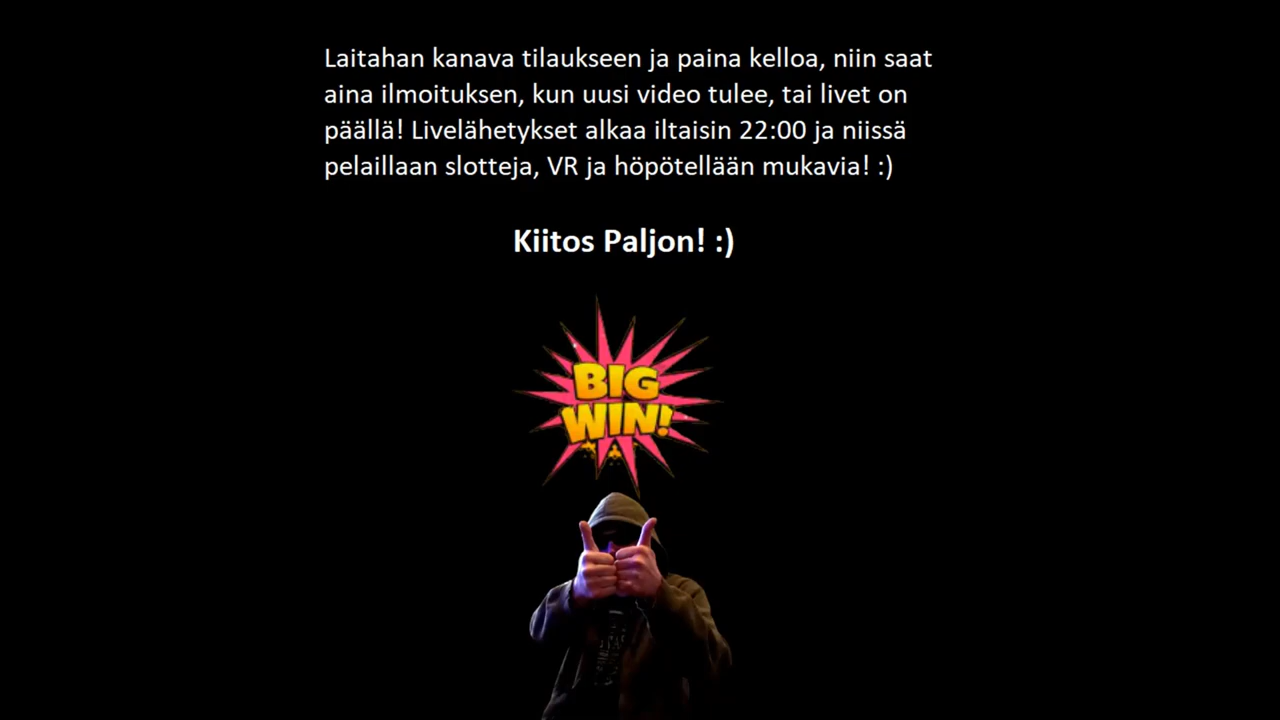 Laitahan kanava tilaukseen ja paina kelloa, niin saat
aina ilmoituksen, kun uusi video tulee, tai livet on
päällä! Livelähetykset alkaa iltaisin 22:00 ja niissä
pelaillaan slotteja, VR ja höpötellään mukavia! :)
Kiitos Paljon! :)
BIG
WIN!